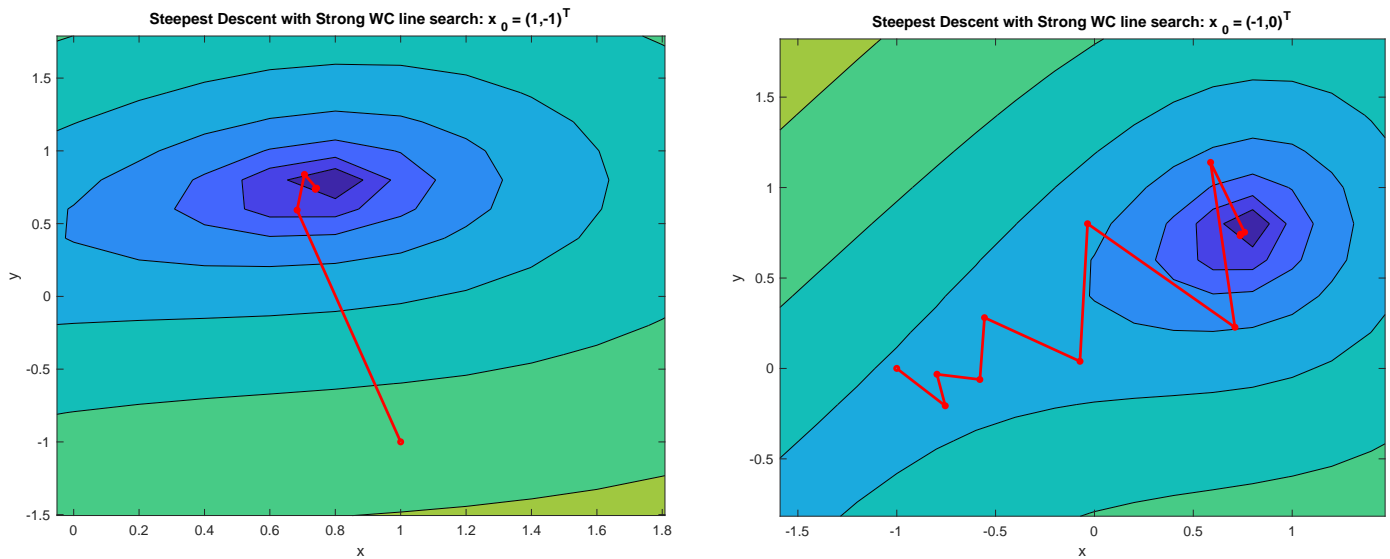 Steepest Descent with Strong WC line search: x_0 = (1,-1)^T
1.5
1
0.5
0
-0.5
-1
-1.5
y
0 0.2 0.4 0.6 0.8 1 1.2 1.4 1.6 1.8
x
Steepest Descent with Strong WC line search: x_0 = (-1,0)^T
1.5
1
0.5
0
-0.5
y
-1.5 -1 -0.5 0 0.5 1
x